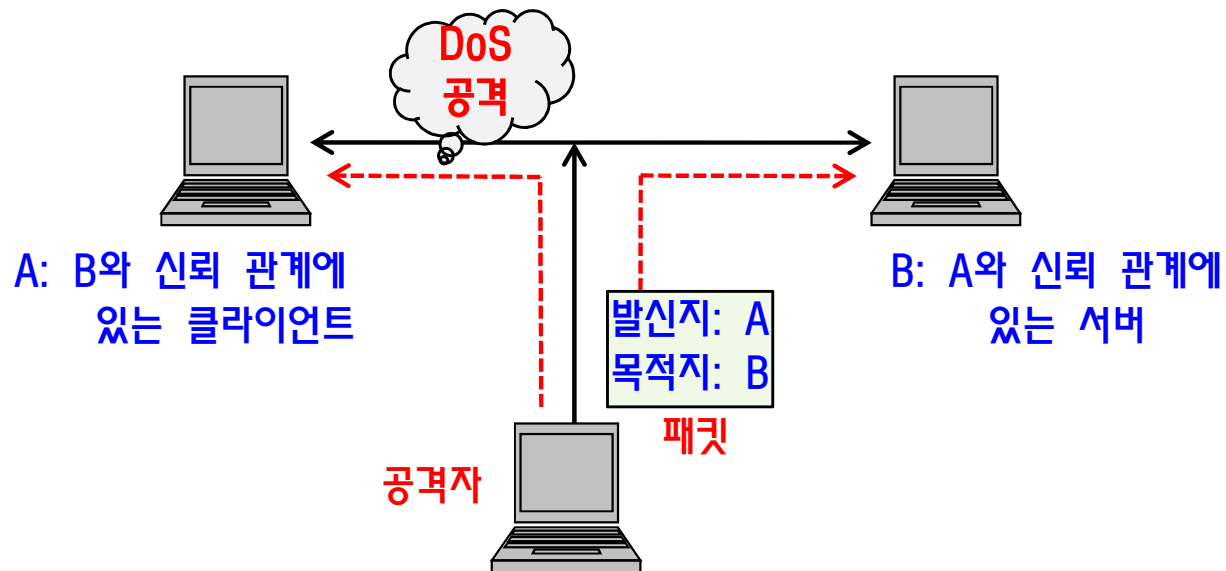 DoS
공격
A: B와 신뢰 관계에
있는 클라이언트
B: A와 신뢰 관계에
있는 서버
발신지: A
목적지: B
패킷
공격자